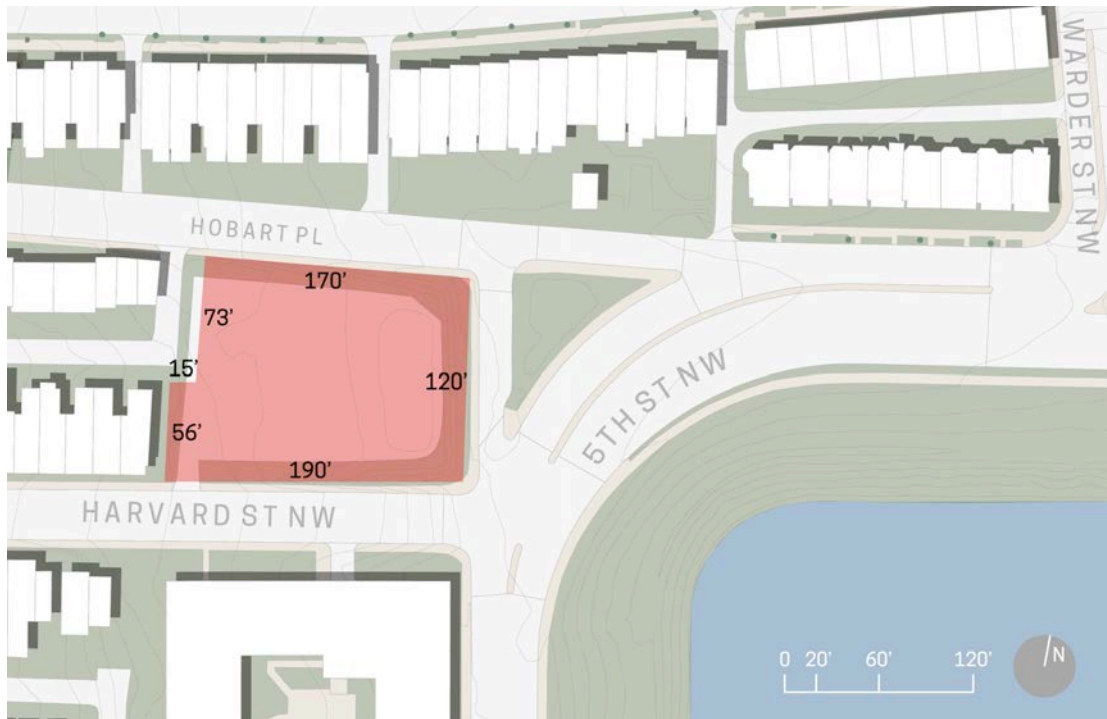 WARDER ST NW
HOBART PL
170'
73'
15'
120'
56'
190'
5TH ST NW
HARVARD ST NW
0 20' 60' 120'
N